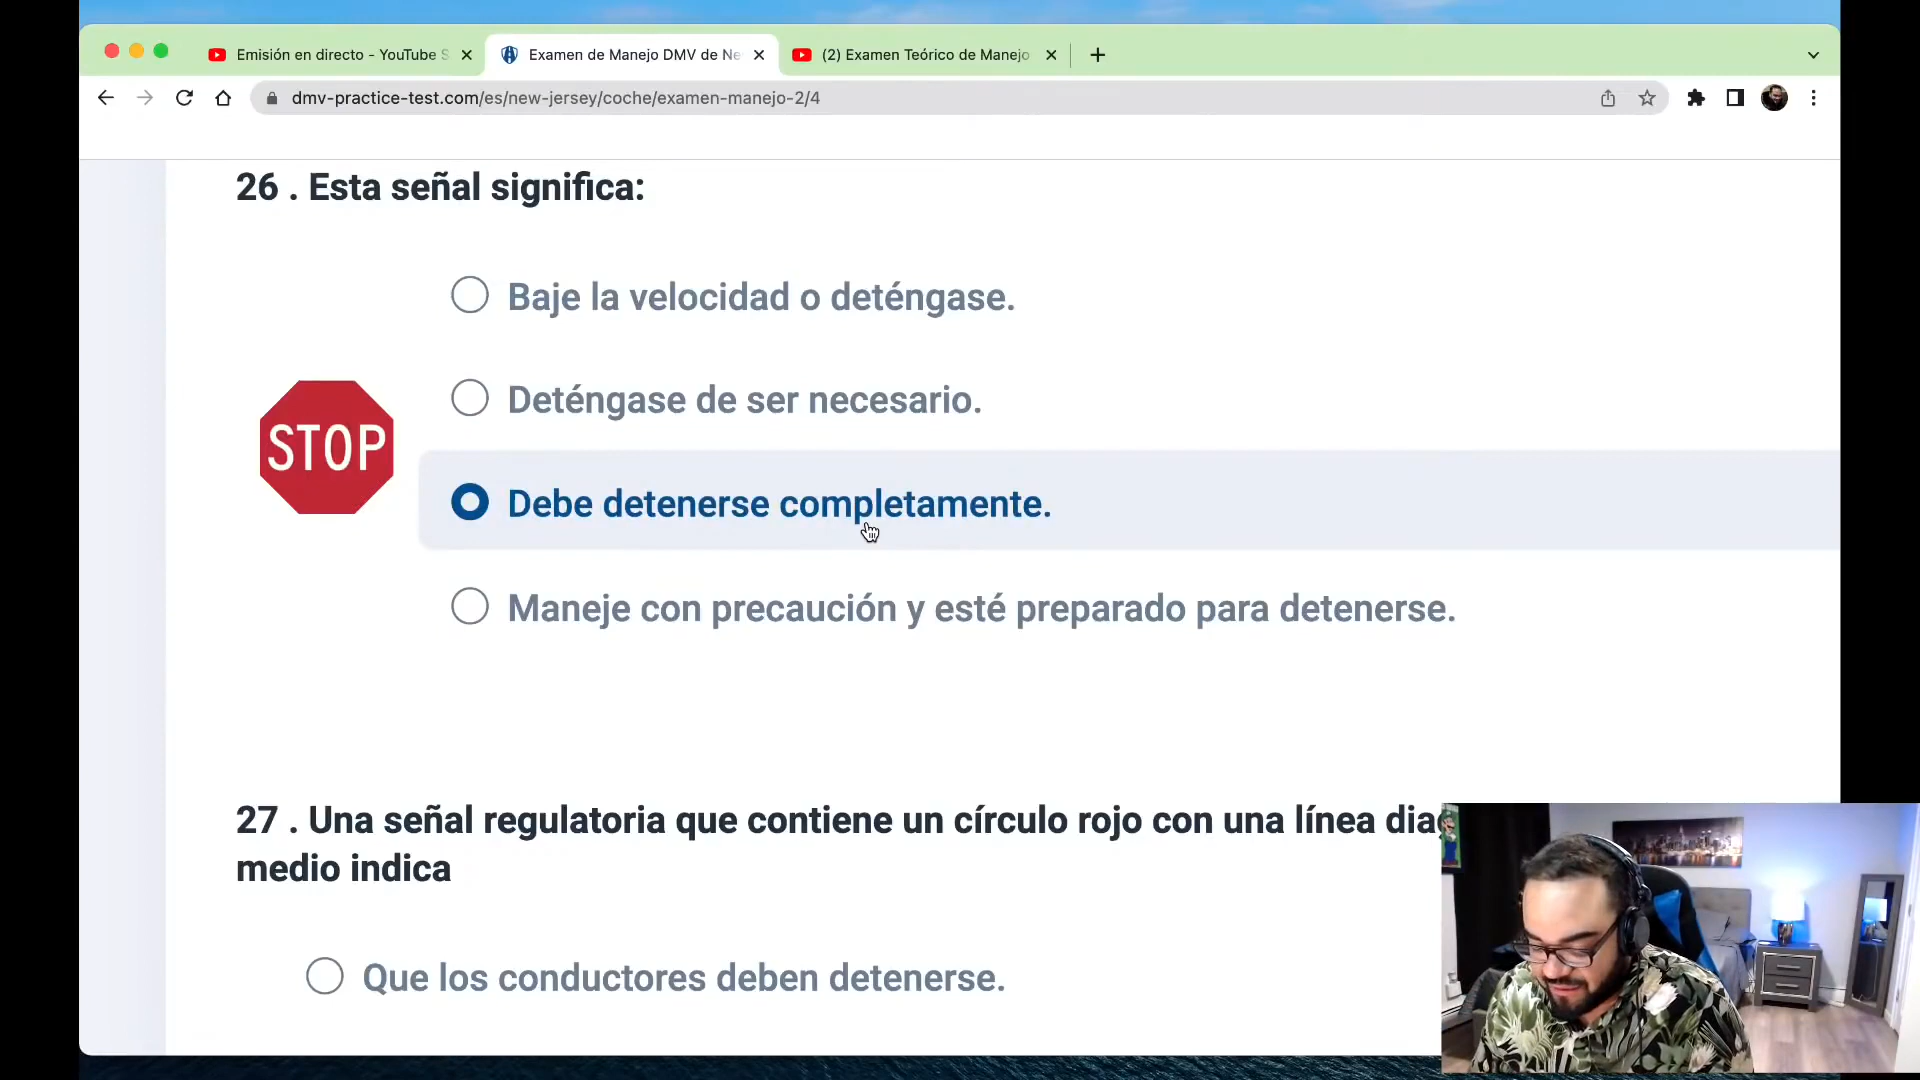 Emisión en directo - YouTube S
Examen de Manejo DMV de Ne
(2) Examen Teórico de Manejo
dmv-practice-test.com/es/new-jersey/coche/examen-manejo-2/4
26 . Esta señal significa:
Baje la velocidad o deténgase.
Deténgase de ser necesario.
STOP
Debe detenerse completamente.
Maneje con precaución y esté preparado para detenerse.
27 . Una señal regulatoria que contiene un círculo rojo con una línea
medio indica
Que los conductores deben detenerse.